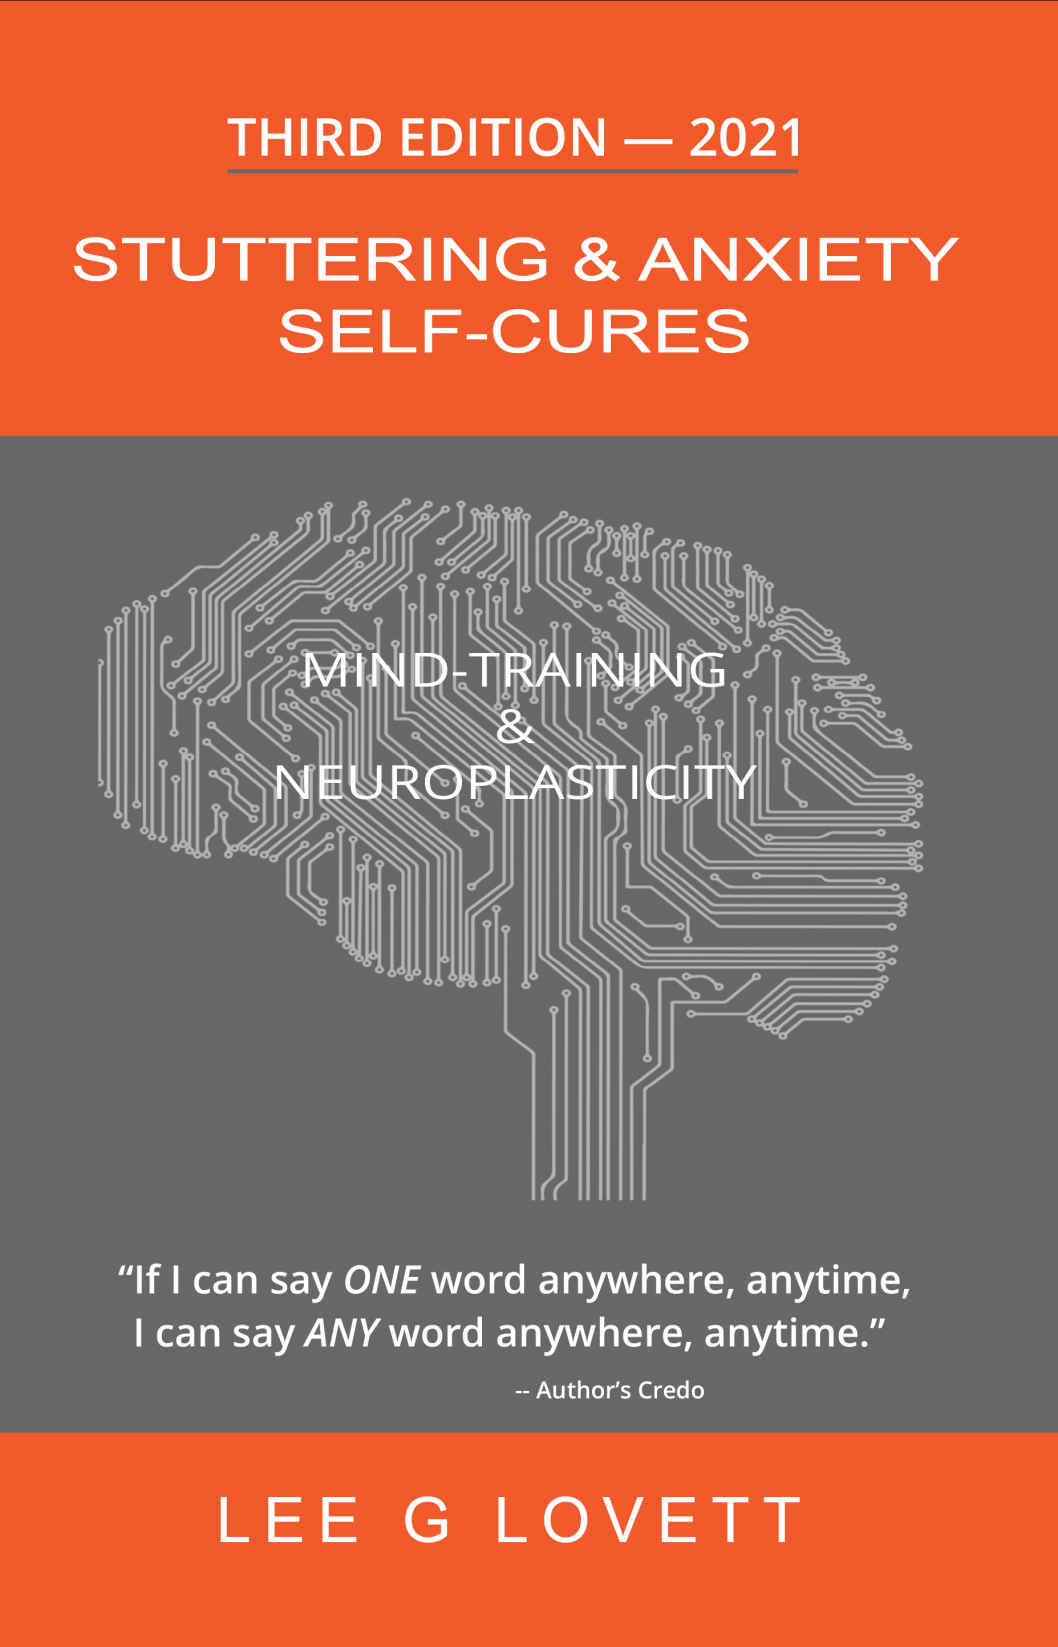 THIRD EDITION — 2021
STUTTERING & ANXIETY
SELF-CURES
MIND-TRAINING
&
NEUROPLASTICITY
“If I can say ONE word anywhere, anytime,
I can say ANY word anywhere, anytime.”
-- Author’s Credo
LEE G LOVETT